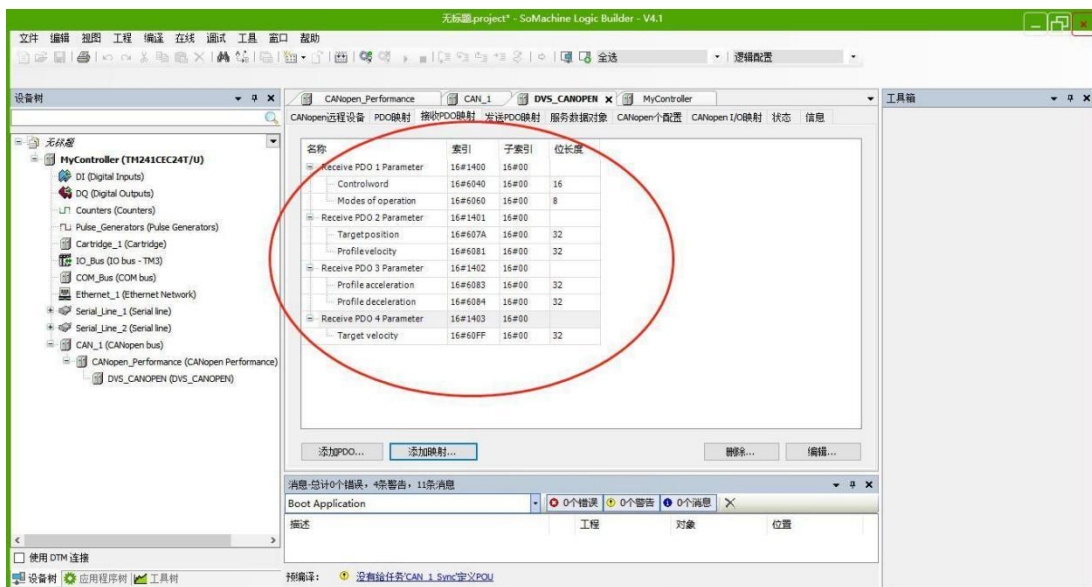 无标题.project* - SoMachine Logic Builder - V4.1
文件 编辑 视图 工程 编译 在线 调试 工具 窗口 帮助
全选 逻辑配置
设备树
CANopen_Performance CAN_1 DVS_CANOPEN MyController
工具箱
CANopen远程设备 PDO映射 接收PDO映射 发送PDO映射 服务数据对象 CANopen个配置 CANopen I/O映射 状态 信息
无标题
MyController (TM241CEC24T/U)
DI (Digital Inputs)
DQ (Digital Outputs)
Counters (Counters)
Pulse_Generators (Pulse Generators)
Cartridge_1 (Cartridge)
IO_Bus (IO bus - TM3)
COM_Bus (COM bus)
Ethernet_1 (Ethernet Network)
Serial_Line_1 (Serial line)
Serial_Line_2 (Serial line)
CAN_1 (CANopen bus)
CANopen_Performance (CANopen Performance)
DVS_CANOPEN (DVS_CANOPEN)
名称 索引 子索引 位长度
Receive PDO 1 Parameter 16#1400 16#00
Controlword 16#6040 16#00 16
Modes of operation 16#6060 16#00 8
Receive PDO 2 Parameter 16#1401 16#00
Targetposition 16#607A 16#00 32
Profilevelocity 16#6081 16#00 32
Receive PDO 3 Parameter 16#1402 16#00
Profile acceleration 16#6083 16#00 32
Profile deceleration 16#6084 16#00 32
Receive PDO 4 Parameter 16#1403 16#00
Target velocity 16#60FF 16#00 32
添加PDO... 添加映射... 删除... 编辑...
消息-总计0个错误，4条警告，11条消息
Boot Application 0个错误 0个警告 0个消息
描述 工程 对象 位置
使用 DTM 连接
设备树 应用程序树 工具树
预编译： 没有给任务'CAN_1_Sync'定义POU